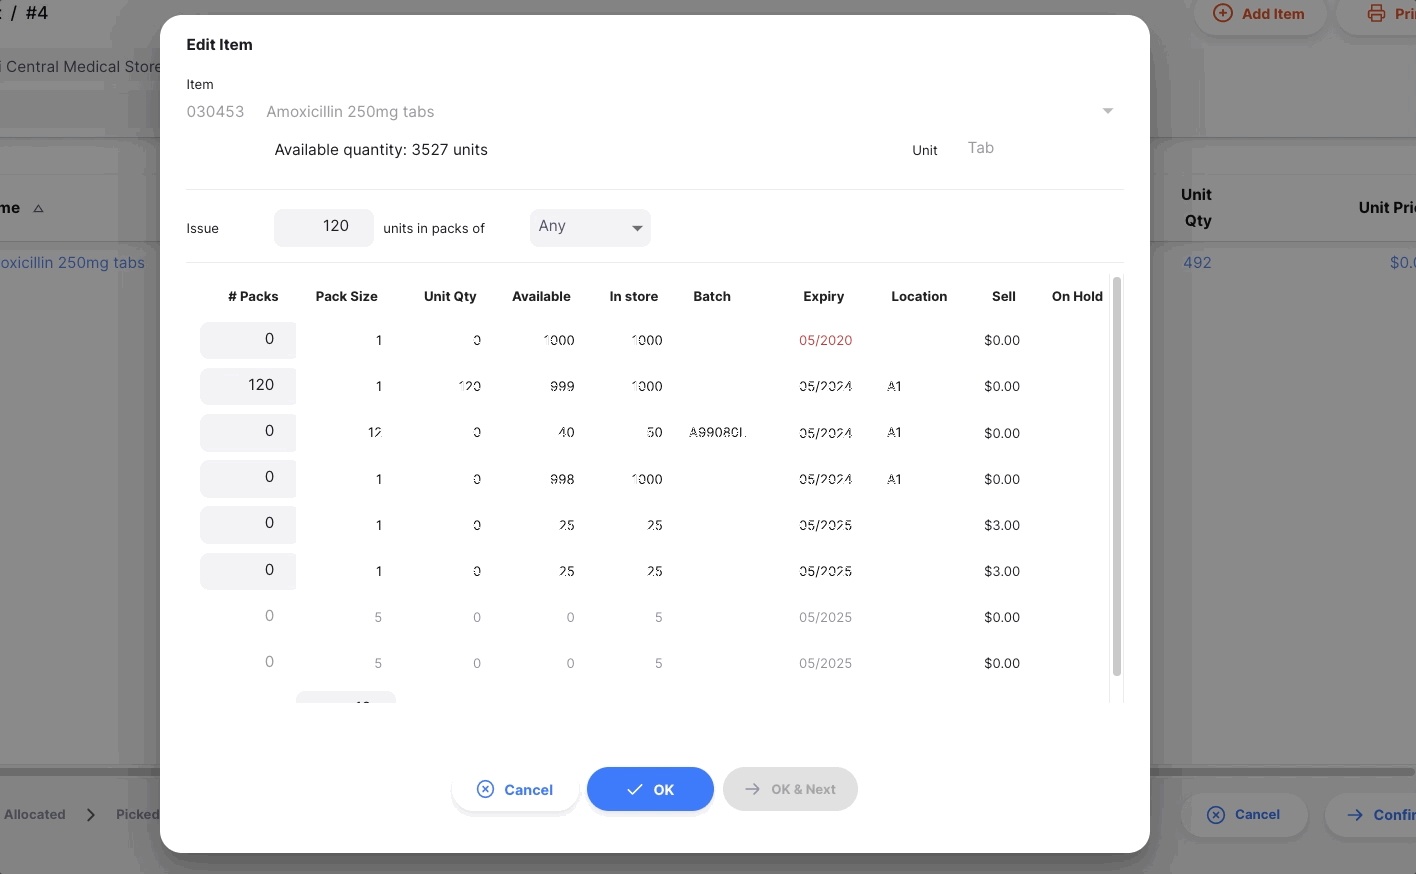 / #4
Add Item
Edit Item
i Central Medical Store
Item
030453 Amoxicillin 250mg tabs
Available quantity: 3527 units
Unit Tab
me
Unit
Qty
Unit
Issue 120 units in packs of Any
oxicillin 250mg tabs
492
$0.0
# Packs Pack Size Unit Qty Available In store Batch Expiry Location Sell On Hold
0 1 0 1000 1000 05/2020 $0.00
120 1 120 999 1000 05/2024 A1 $0.00
0 12 0 40 50 05/2024 A1 $0.00
0 1 0 998 1000 05/2024 A1 $0.00
0 1 0 25 25 05/2025 $3.00
0 1 0 25 25 05/2025 $3.00
0 5 0 0 5 05/2025 $0.00
0 5 0 0 5 05/2025 $0.00
Cancel OK OK & Next
Allocated Picked
Cancel